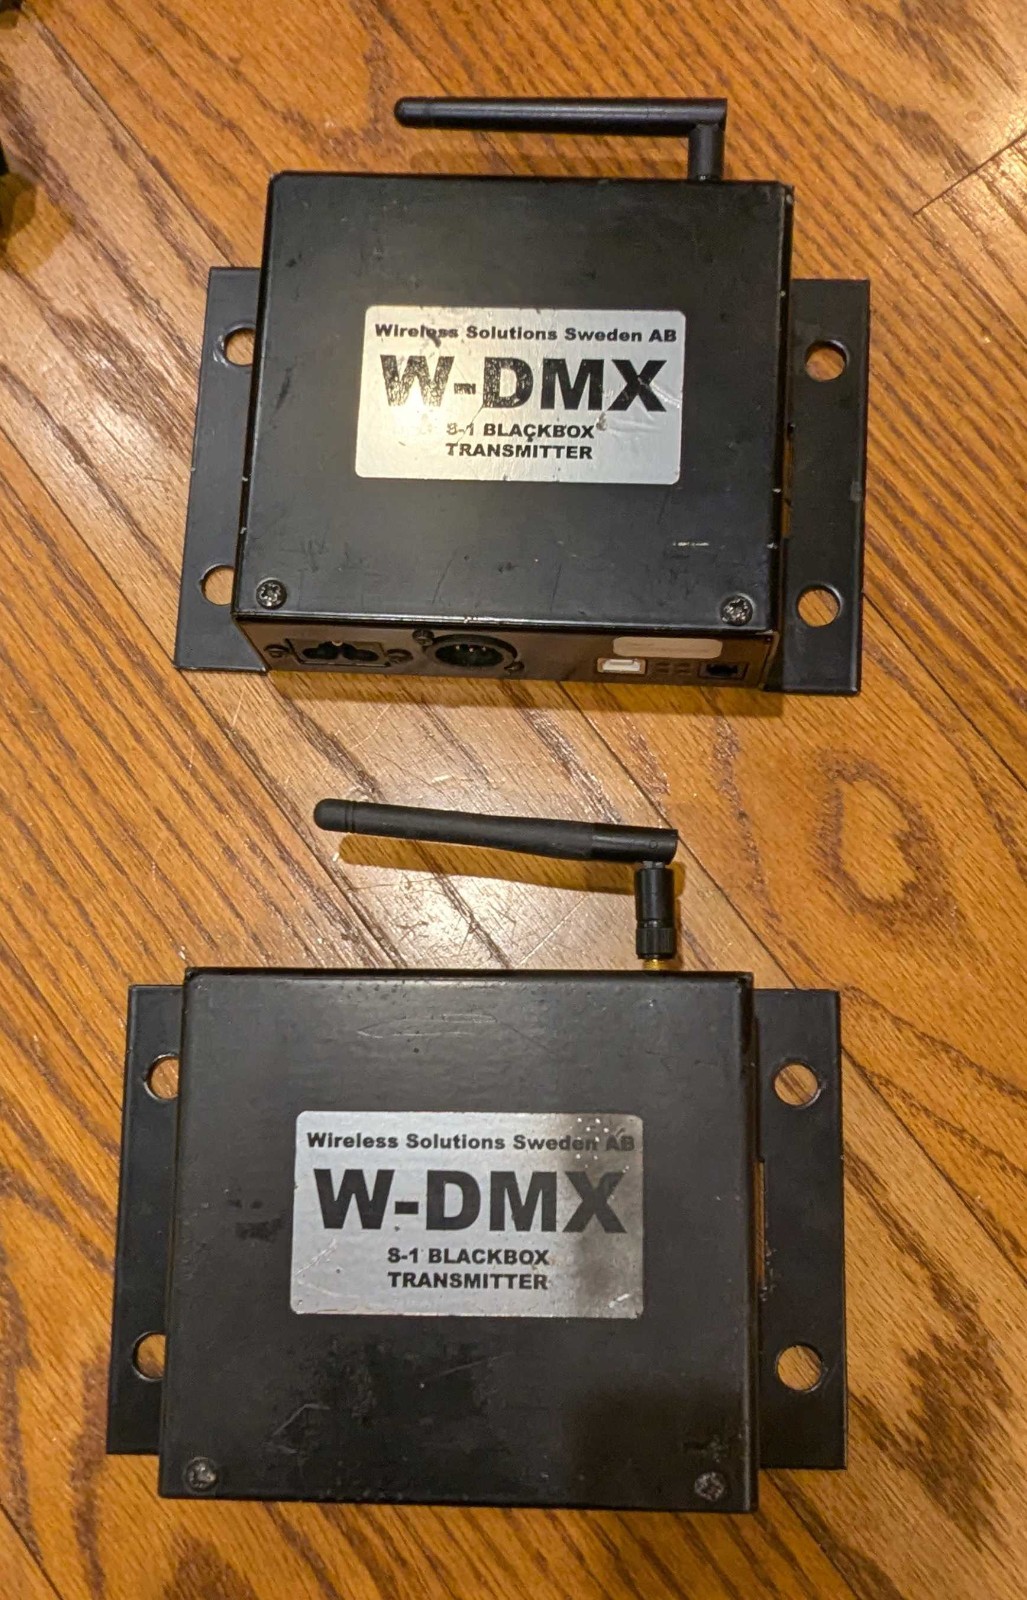 Wireless Solutions Sweden AB
W-DMX
S-1 BLACKBOX
TRANSMITTER
Wireless Solutions Sweden AB
W-DMX
S-1 BLACKBOX
TRANSMITTER